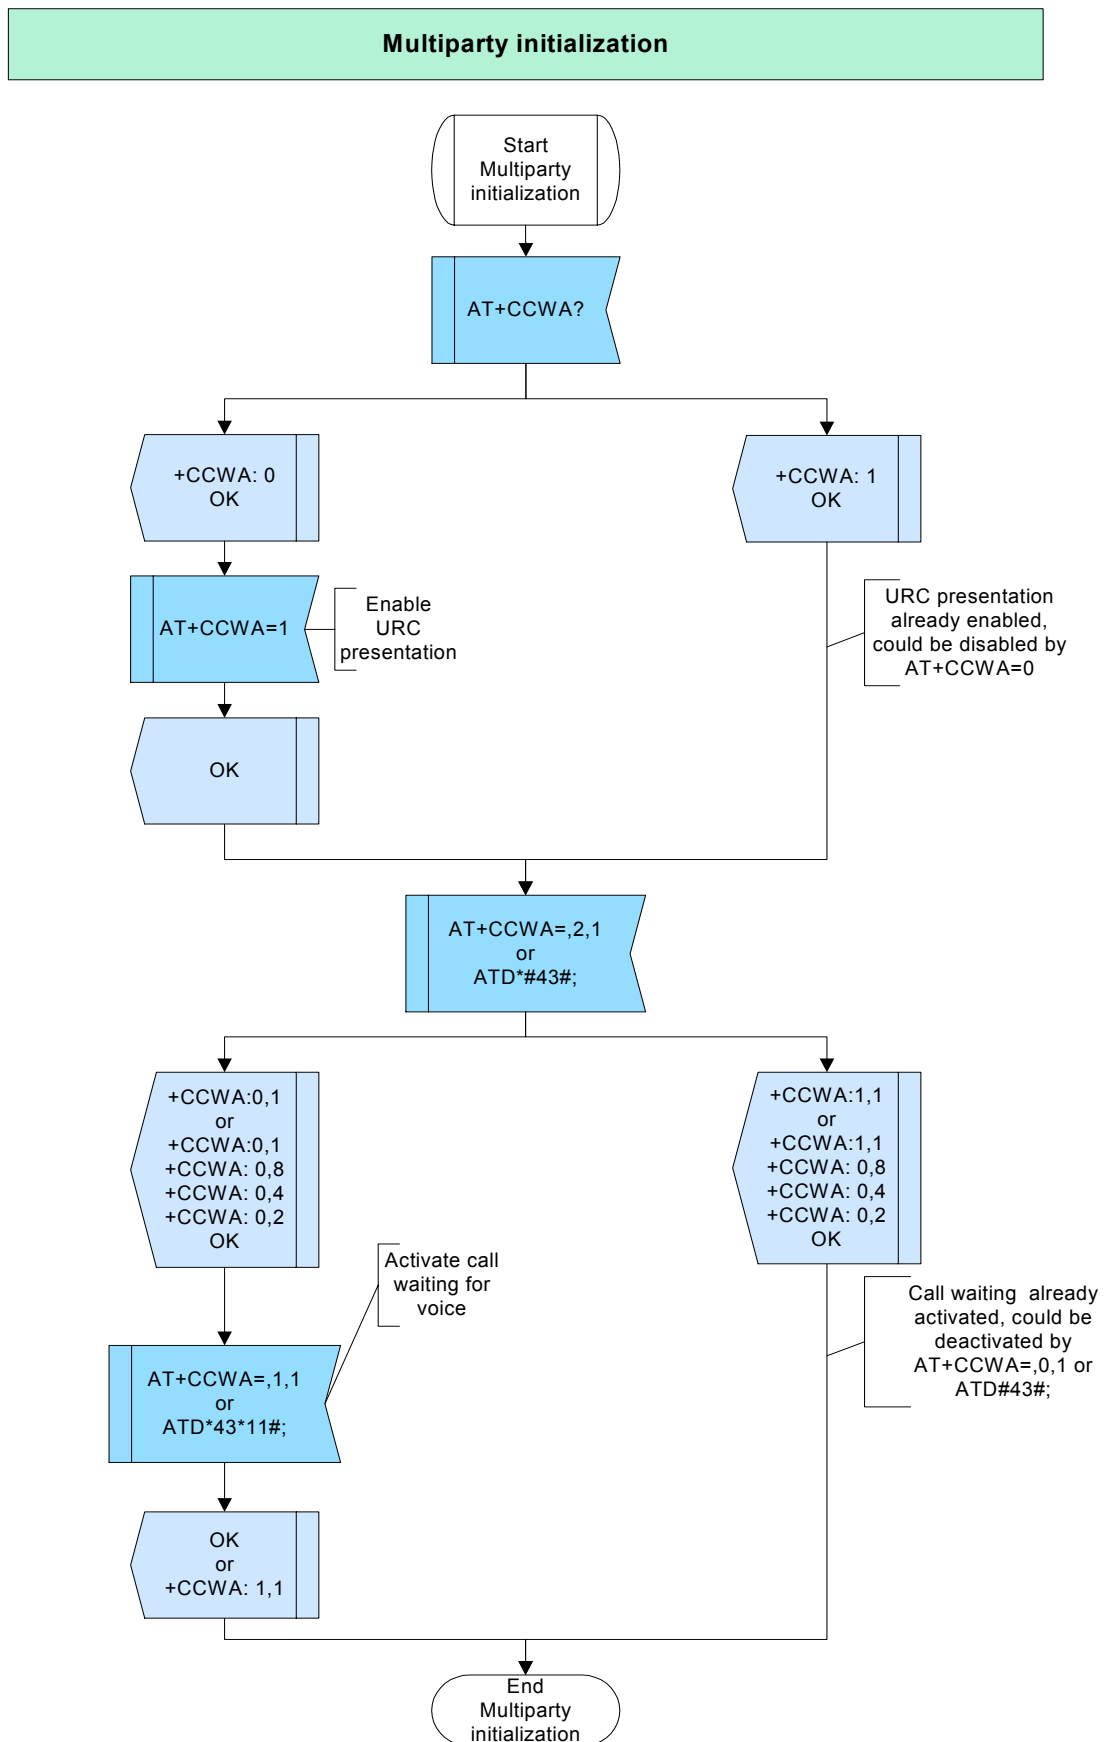 Multiparty initialization
Start
Multiparty
initialization
AT+CCWA?
+CCWA: 0
OK
+CCWA: 1
OK
AT+CCWA=1
Enable
URC
presentation
URC presentation
already enabled,
could be disabled by
AT+CCWA=0
OK
AT+CCWA=,2,1
or
ATD*#43#;
+CCWA:0,1
or
+CCWA:0,1
+CCWA: 0,8
+CCWA: 0,4
+CCWA: 0,2
OK
+CCWA:1,1
or
+CCWA:1,1
+CCWA: 0,8
+CCWA: 0,4
+CCWA: 0,2
OK
Activate call
waiting for
voice
Call waiting already
activated, could be
deactivated by
AT+CCWA=,0,1 or
ATD#43#;
AT+CCWA=,1,1
or
ATD*43*11#;
OK
or
+CCWA: 1,1
End
Multiparty
initialization